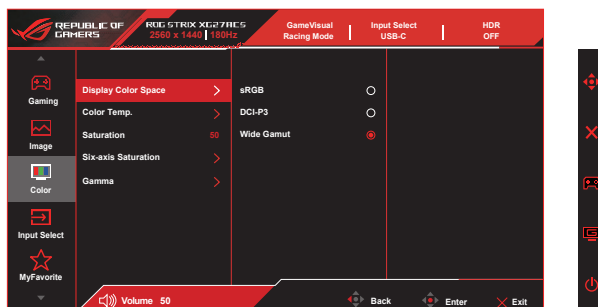 REPUBLIC OF
GAMERS
ROG STRIX XG27ACS
2560 x 1440 180Hz
GameVisual
Racing Mode
Input Select
USB-C
HDR
OFF
Gaming
Image
Color
Input Select
MyFavorite
Display Color Space
Color Temp.
Saturation 50
Six-axis Saturation
Gamma
sRGB
DCI-P3
Wide Gamut
Volume 50
Back
Enter
Exit